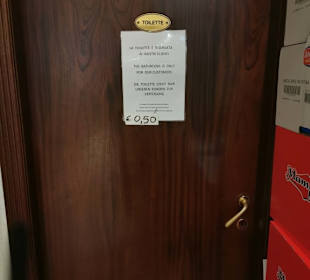 TOILETTE
LA TOILETTE È RISERVATA
AI NOSTRI CLIENTI
THE BATHROOM IS ONLY
FOR OUR CUSTOMERS
DIE TOILETTE STEHT NUR
UNSEREN KUNDEN ZUR
VERFÜGUNG
€ 0,50